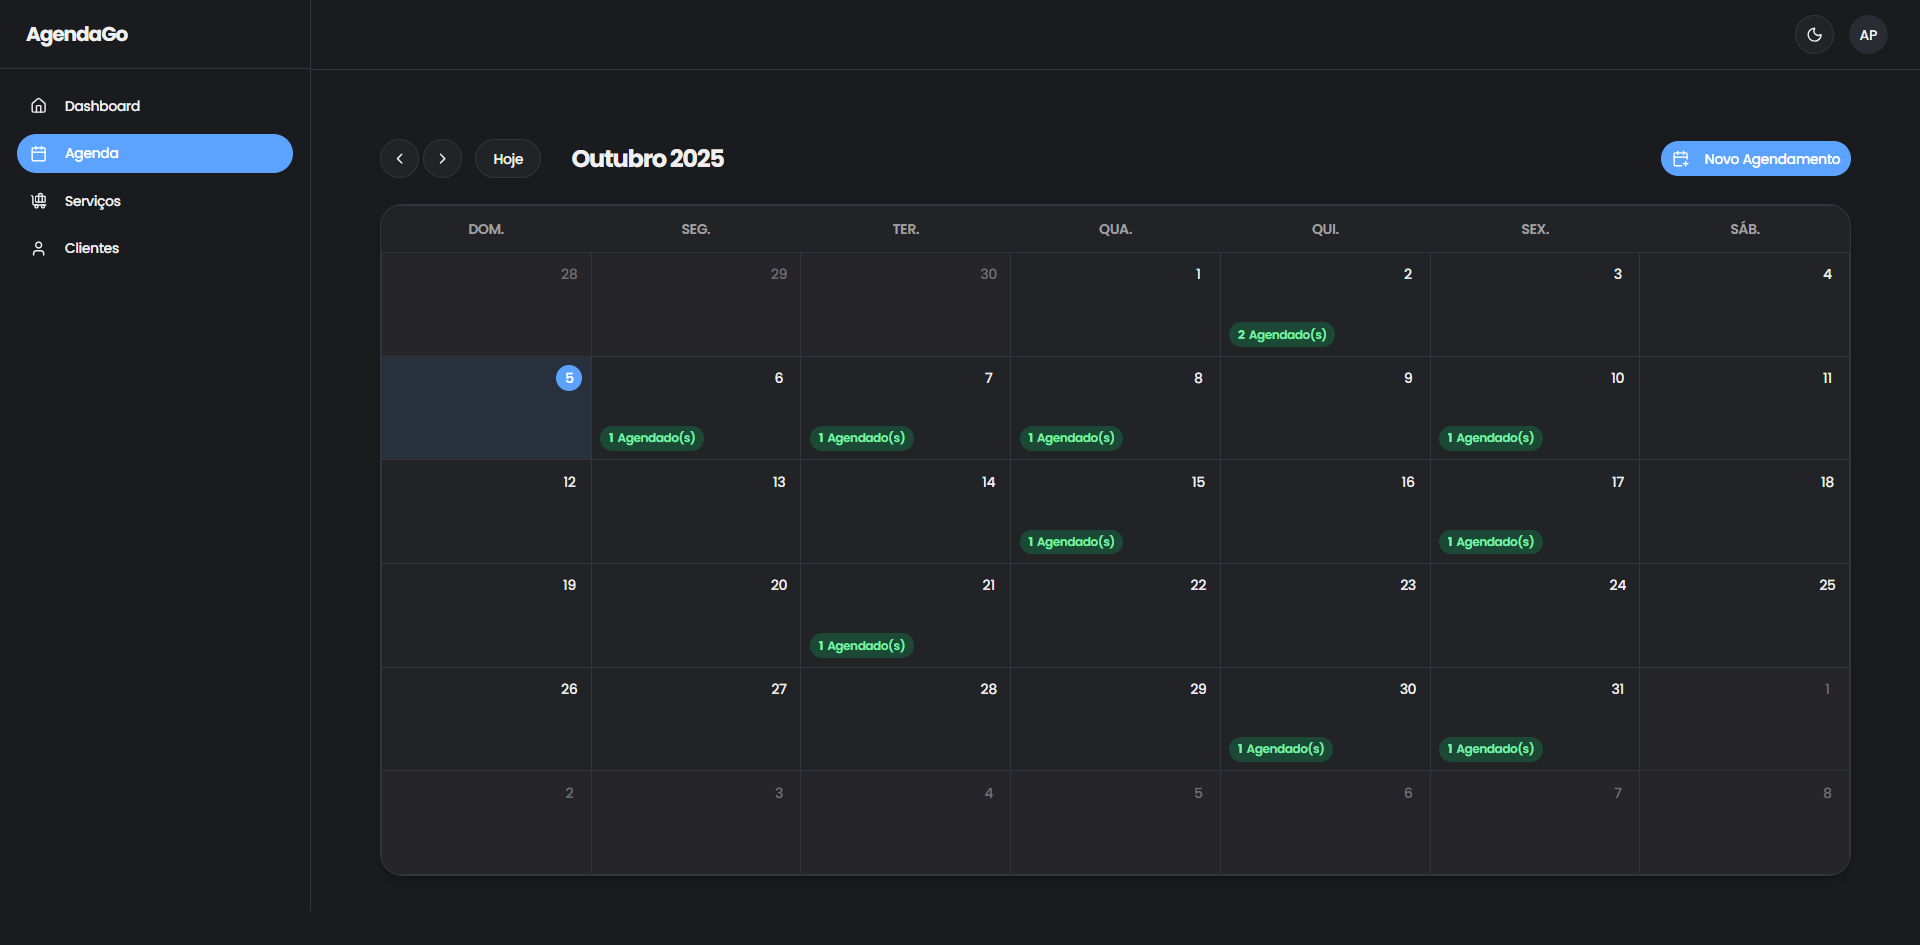 AgendaGo
AP
Dashboard
Agenda
Serviços
Clientes
Hoje
Outubro 2025
Novo Agendamento
DOM. SEG. TER. QUA. QUI. SEX. SÁB.
28 29 30 1 2 3 4
2 Agendado(s)
5 6 7 8 9 10 11
1 Agendado(s) 1 Agendado(s) 1 Agendado(s) 1 Agendado(s)
12 13 14 15 16 17 18
1 Agendado(s) 1 Agendado(s)
19 20 21 22 23 24 25
1 Agendado(s)
26 27 28 29 30 31 1
1 Agendado(s) 1 Agendado(s)
2 3 4 5 6 7 8